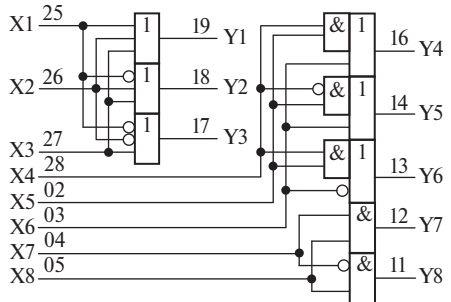 X1 25
X2 26
X3 27
X4 28
X5 02
X6 03
X7 04
X8 05
1 19 Y1
1 18 Y2
1 17 Y3
& 1 16 Y4
& 1 14 Y5
& 1 13 Y6
& 12 Y7
& 11 Y8